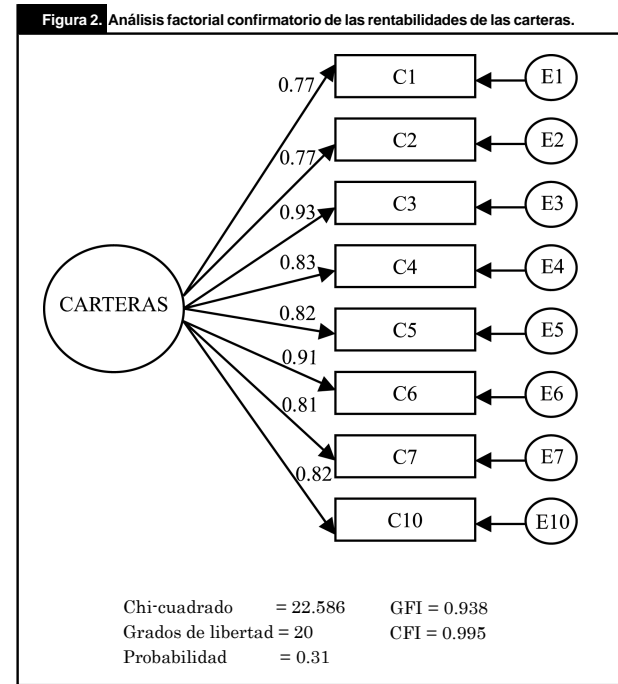 Figura 2. Análisis factorial confirmatorio de las rentabilidades de las carteras.
0.77 C1 E1
0.77 C2 E2
0.93 C3 E3
0.83 C4 E4
CARTERAS
0.82 C5 E5
0.91 C6 E6
0.81 C7 E7
0.82 C10 E10
Chi-cuadrado = 22.586 GFI = 0.938
Grados de libertad = 20 CFI = 0.995
Probabilidad = 0.31